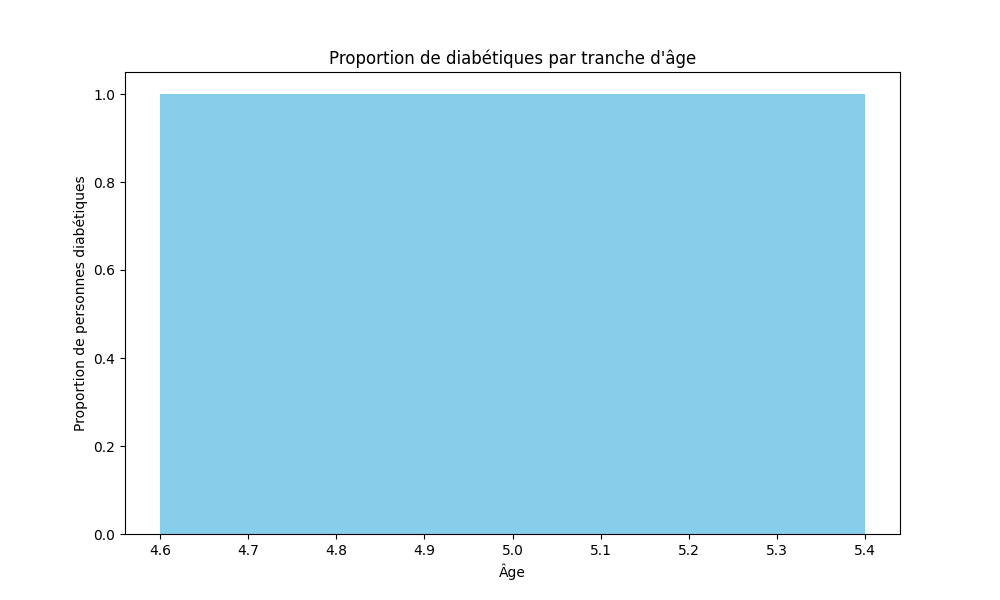 Proportion de diabétiques par tranche d'âge
Proportion de personnes diabétiques
1.0
0.8
0.6
0.4
0.2
0.0
4.6 4.7 4.8 4.9 5.0 5.1 5.2 5.3 5.4
Âge